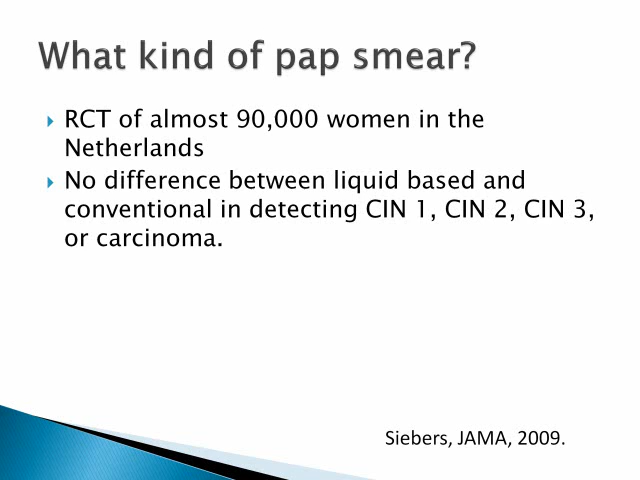 What kind of pap smear?
RCT of almost 90,000 women in the
Netherlands
No difference between liquid based and
conventional in detecting CIN 1, CIN 2, CIN 3,
or carcinoma.
Siebers, JAMA, 2009.